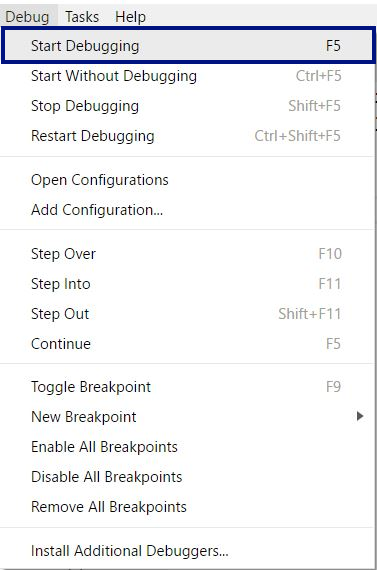 Debug Tasks Help
Start Debugging F5
Start Without Debugging Ctrl+F5
Stop Debugging Shift+F5
Restart Debugging Ctrl+Shift+F5
Open Configurations
Add Configuration...
Step Over F10
Step Into F11
Step Out Shift+F11
Continue F5
Toggle Breakpoint F9
New Breakpoint
Enable All Breakpoints
Disable All Breakpoints
Remove All Breakpoints
Install Additional Debuggers...